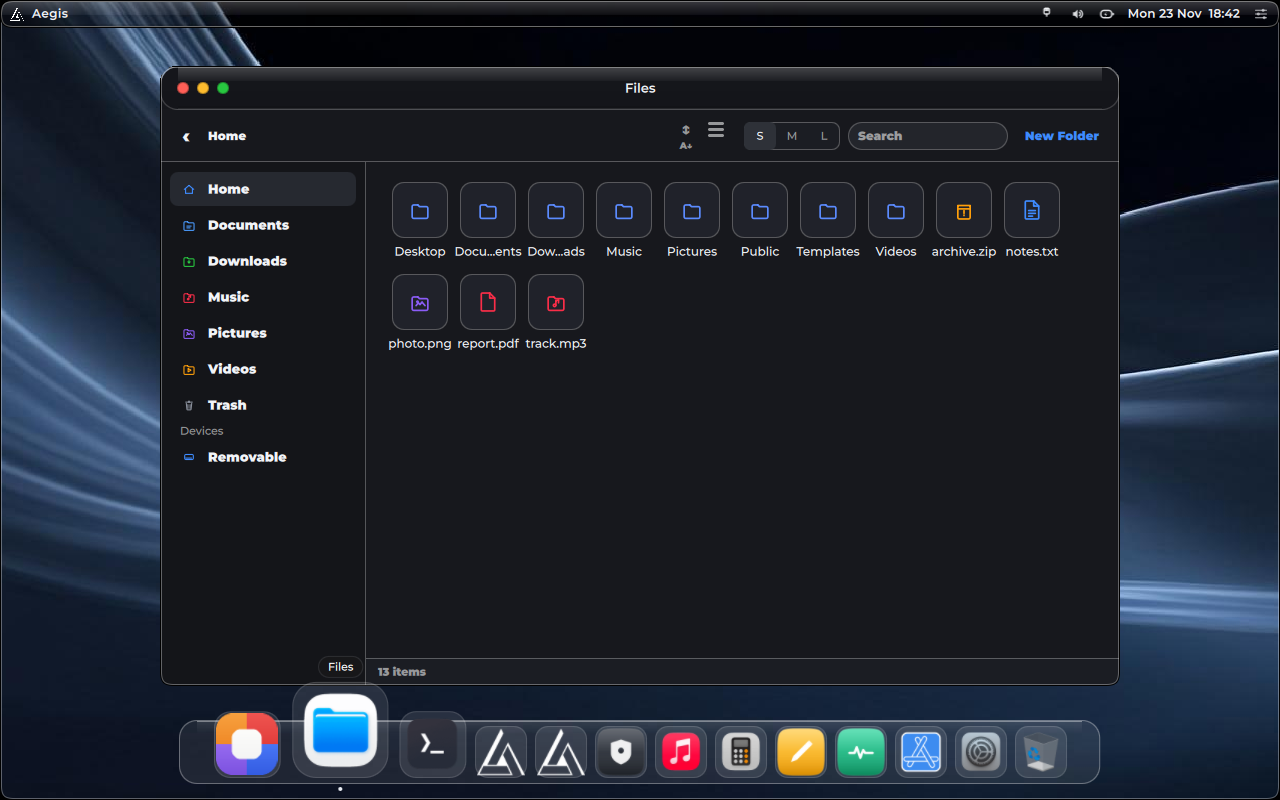 Aegis
Mon 23 Nov 18:42
Files
Home
A+
S M L
Search
New Folder
Home
Documents
Downloads
Music
Pictures
Videos
Trash
Devices
Removable
Desktop Docu...ents Dow...ads Music Pictures Public Templates Videos archive.zip notes.txt
photo.png report.pdf track.mp3
13 items
Files